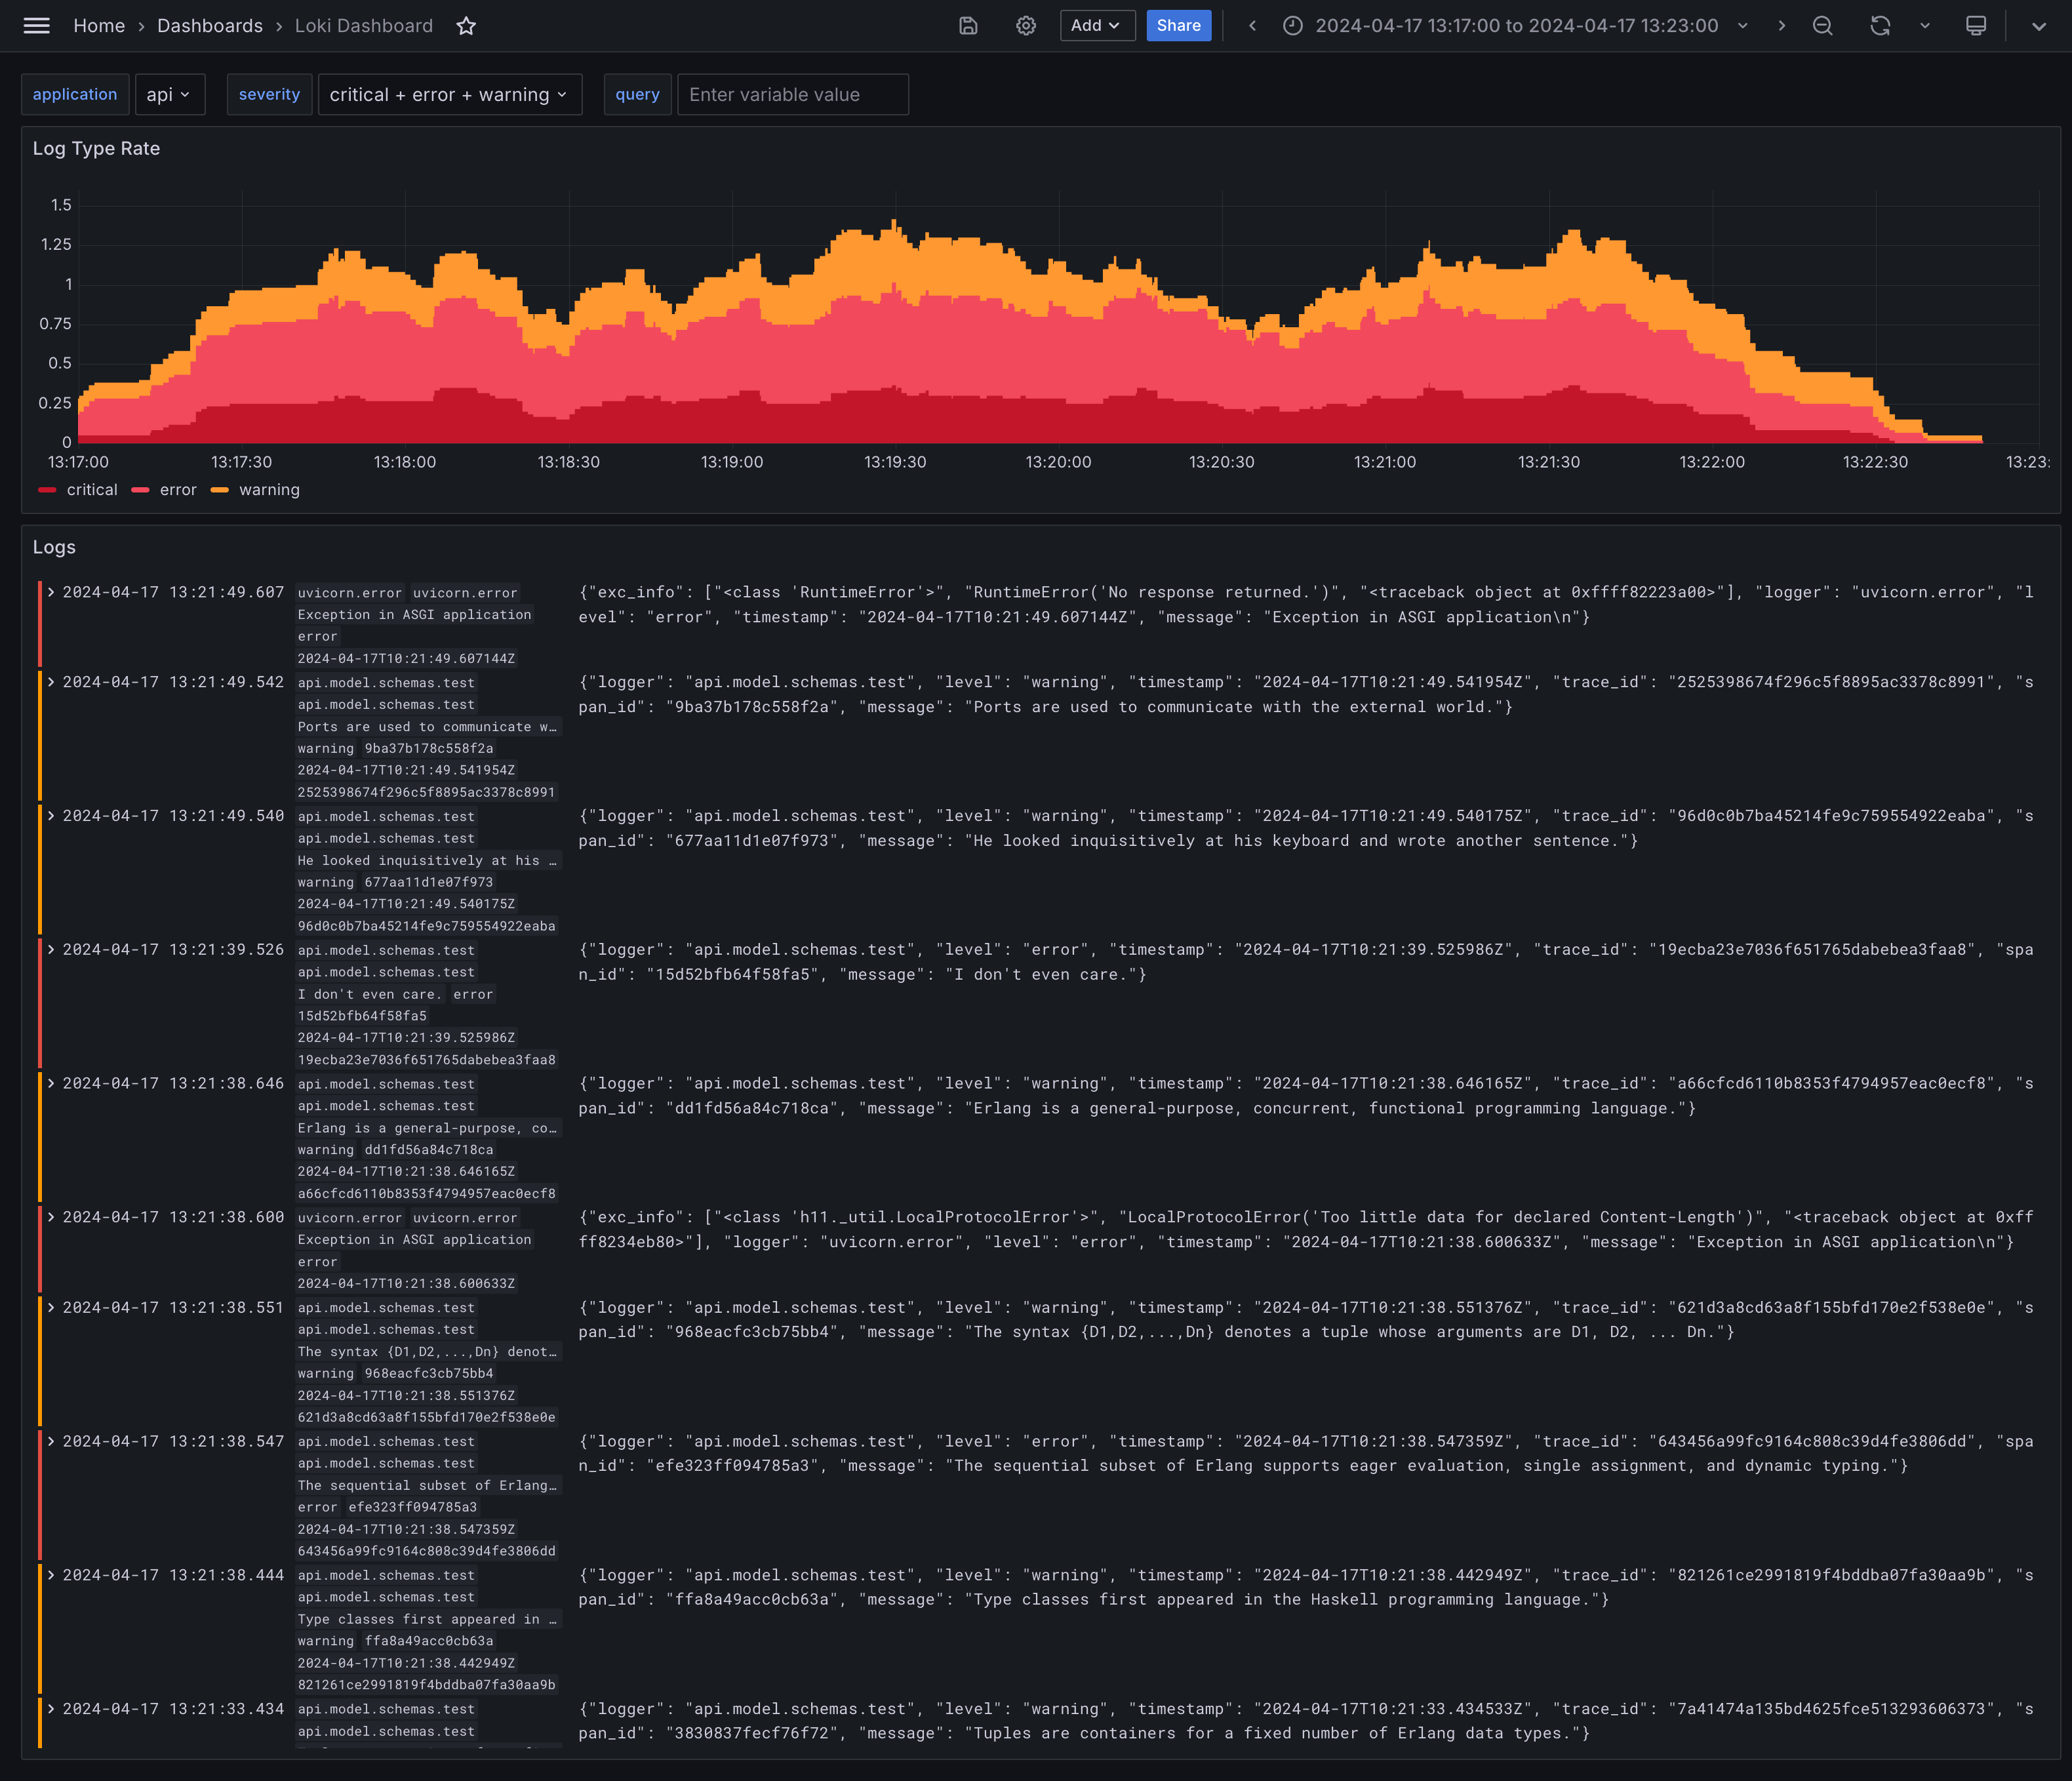 Home › Dashboards › Loki Dashboard
Add
Share
2024-04-17 13:17:00 to 2024-04-17 13:23:00
application api severity critical + error + warning query Enter variable value
Log Type Rate
1.5
1.25
1
0.75
0.5
0.25
0
13:17:00 13:17:30 13:18:00 13:18:30 13:19:00 13:19:30 13:20:00 13:20:30 13:21:00 13:21:30 13:22:00 13:22:30 13:23:
critical error warning
Logs
2024-04-17 13:21:49.607
uvicorn.error uvicorn.error
Exception in ASGI application
error
2024-04-17T10:21:49.607144Z
{"exc_info": ["<class 'RuntimeError'>", "RuntimeError('No response returned.')", "<traceback object at 0xffff82223a00>"], "logger": "uvicorn.error", "l
evel": "error", "timestamp": "2024-04-17T10:21:49.607144Z", "message": "Exception in ASGI application\n"}
2024-04-17 13:21:49.542
api.model.schemas.test
api.model.schemas.test
Ports are used to communicate w…
warning 9ba37b178c558f2a
2024-04-17T10:21:49.541954Z
2525398674f296c5f8895ac3378c8991
{"logger": "api.model.schemas.test", "level": "warning", "timestamp": "2024-04-17T10:21:49.541954Z", "trace_id": "2525398674f296c5f8895ac3378c8991", "s
pan_id": "9ba37b178c558f2a", "message": "Ports are used to communicate with the external world."}
2024-04-17 13:21:49.540
api.model.schemas.test
api.model.schemas.test
He looked inquisitively at his …
warning 677aa11d1e07f973
2024-04-17T10:21:49.540175Z
96d0c0b7ba45214fe9c759554922eaba
{"logger": "api.model.schemas.test", "level": "warning", "timestamp": "2024-04-17T10:21:49.540175Z", "trace_id": "96d0c0b7ba45214fe9c759554922eaba", "s
pan_id": "677aa11d1e07f973", "message": "He looked inquisitively at his keyboard and wrote another sentence."}
2024-04-17 13:21:39.526
api.model.schemas.test
api.model.schemas.test
I don't even care. error
15d52bfb64f58fa5
2024-04-17T10:21:39.525986Z
19ecba23e7036f651765dabebea3faa8
{"logger": "api.model.schemas.test", "level": "error", "timestamp": "2024-04-17T10:21:39.525986Z", "trace_id": "19ecba23e7036f651765dabebea3faa8", "spa
n_id": "15d52bfb64f58fa5", "message": "I don't even care."}
2024-04-17 13:21:38.646
api.model.schemas.test
api.model.schemas.test
Erlang is a general-purpose, co…
warning dd1fd56a84c718ca
2024-04-17T10:21:38.646165Z
a66cfcd6110b8353f4794957eac0ecf8
{"logger": "api.model.schemas.test", "level": "warning", "timestamp": "2024-04-17T10:21:38.646165Z", "trace_id": "a66cfcd6110b8353f4794957eac0ecf8", "s
pan_id": "dd1fd56a84c718ca", "message": "Erlang is a general-purpose, concurrent, functional programming language."}
2024-04-17 13:21:38.600
uvicorn.error uvicorn.error
Exception in ASGI application
error
2024-04-17T10:21:38.600633Z
{"exc_info": ["<class 'h11._util.LocalProtocolError'>", "LocalProtocolError('Too little data for declared Content-Length')", "<traceback object at 0xff
ff8234eb80>"], "logger": "uvicorn.error", "level": "error", "timestamp": "2024-04-17T10:21:38.600633Z", "message": "Exception in ASGI application\n"}
2024-04-17 13:21:38.551
api.model.schemas.test
api.model.schemas.test
The syntax {D1,D2,...,Dn} denot…
warning 968eacfc3cb75bb4
2024-04-17T10:21:38.551376Z
621d3a8cd63a8f155bfd170e2f538e0e
{"logger": "api.model.schemas.test", "level": "warning", "timestamp": "2024-04-17T10:21:38.551376Z", "trace_id": "621d3a8cd63a8f155bfd170e2f538e0e", "s
pan_id": "968eacfc3cb75bb4", "message": "The syntax {D1,D2,...,Dn} denotes a tuple whose arguments are D1, D2, ... Dn."}
2024-04-17 13:21:38.547
api.model.schemas.test
api.model.schemas.test
The sequential subset of Erlang…
error efe323ff094785a3
2024-04-17T10:21:38.547359Z
643456a99fc9164c808c39d4fe3806dd
{"logger": "api.model.schemas.test", "level": "error", "timestamp": "2024-04-17T10:21:38.547359Z", "trace_id": "643456a99fc9164c808c39d4fe3806dd", "spa
n_id": "efe323ff094785a3", "message": "The sequential subset of Erlang supports eager evaluation, single assignment, and dynamic typing."}
2024-04-17 13:21:38.444
api.model.schemas.test
api.model.schemas.test
Type classes first appeared in …
warning ffa8a49acc0cb63a
2024-04-17T10:21:38.442949Z
821261ce2991819f4bddba07fa30aa9b
{"logger": "api.model.schemas.test", "level": "warning", "timestamp": "2024-04-17T10:21:38.442949Z", "trace_id": "821261ce2991819f4bddba07fa30aa9b", "s
pan_id": "ffa8a49acc0cb63a", "message": "Type classes first appeared in the Haskell programming language."}
2024-04-17 13:21:33.434
api.model.schemas.test
api.model.schemas.test
{"logger": "api.model.schemas.test", "level": "warning", "timestamp": "2024-04-17T10:21:33.434533Z", "trace_id": "7a41474a135bd4625fce513293606373", "s
pan_id": "3830837fecf76f72", "message": "Tuples are containers for a fixed number of Erlang data types."}